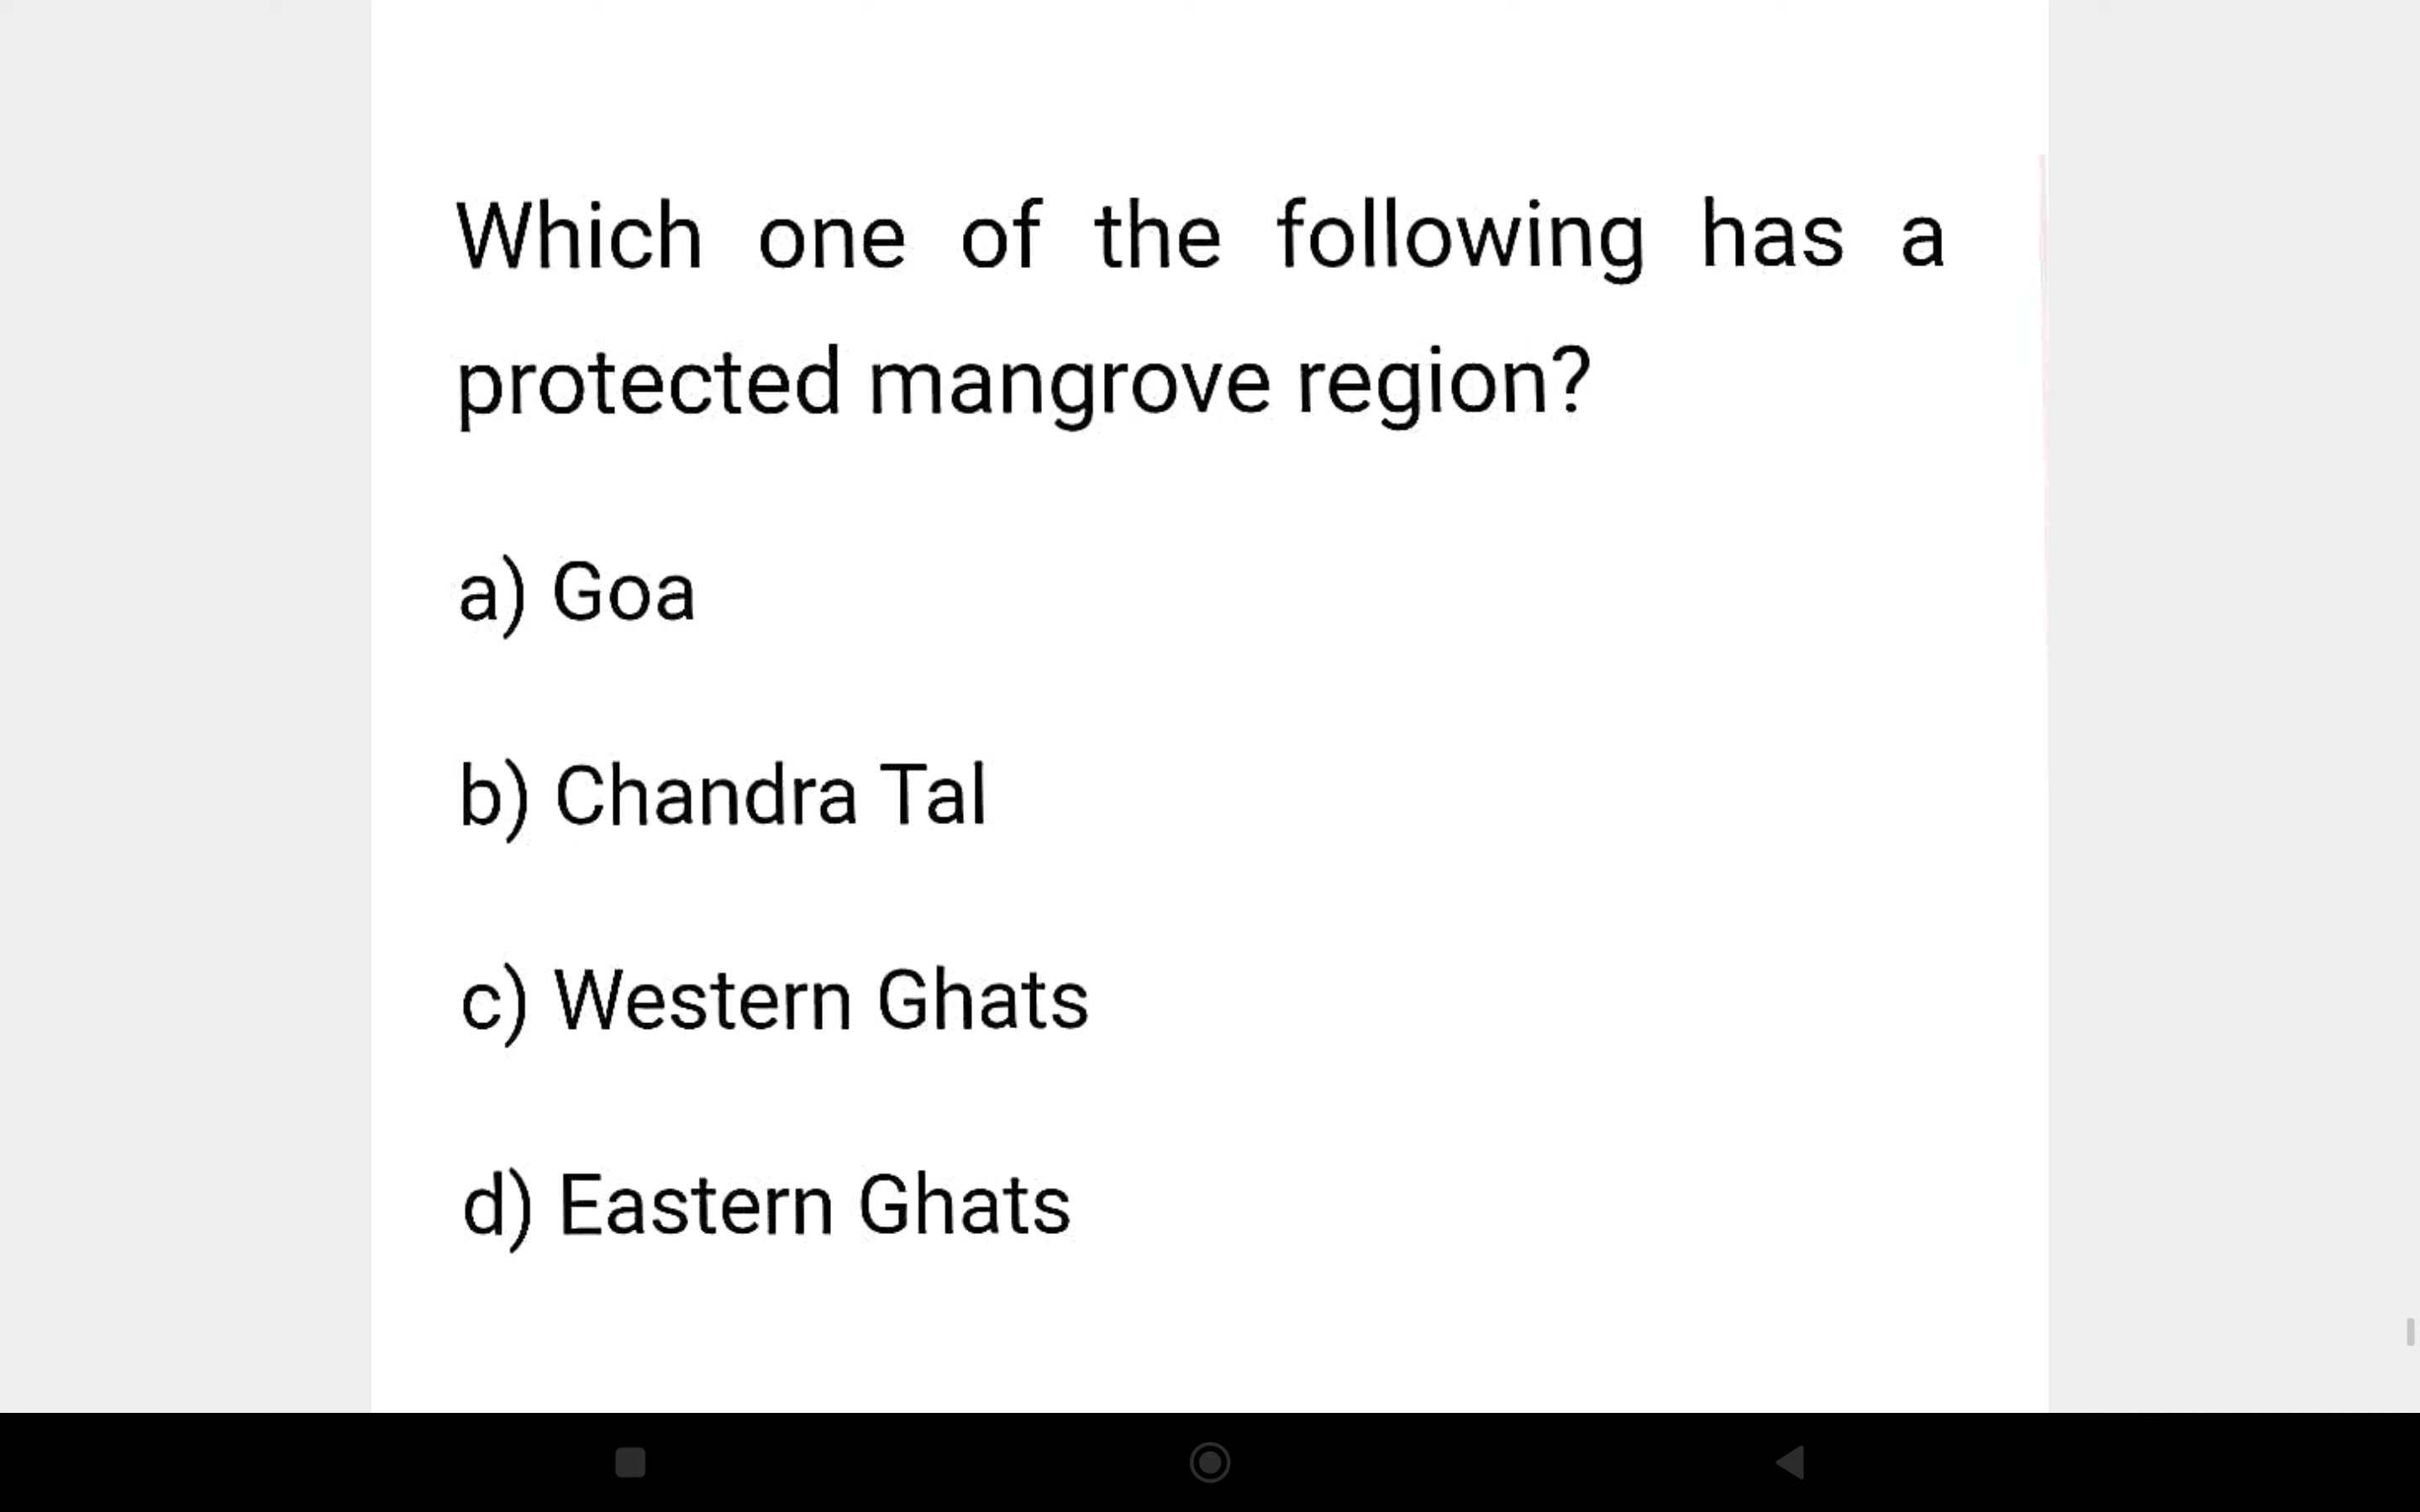 Which one of the following has a
protected mangrove region?
a) Goa
b) Chandra Tal
c) Western Ghats
d) Eastern Ghats